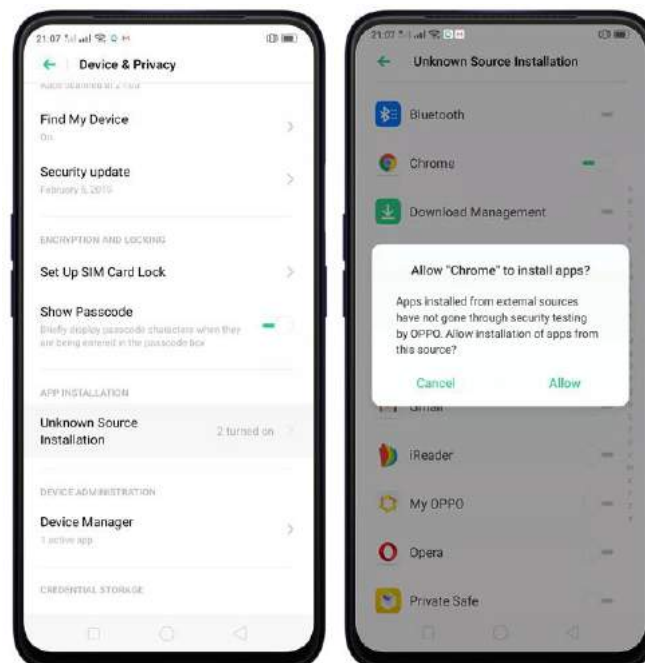 21:07
Device & Privacy
Find My Device
On
Security update
ENCRYPTION AND LOCKING
Set Up SIM Card Lock
Show Passcode
Briefly display passcode characters when they
are being entered in the passcode box
APP INSTALLATION
Unknown Source
Installation
2 turned on
DEVICE ADMINISTRATION
Device Manager
1 active app
CREDENTIAL STORAGE
21:07
Unknown Source Installation
Bluetooth
Chrome
Download Management
Allow "Chrome" to install apps?
Apps installed from external sources
have not gone through security testing
by OPPO. Allow installation of apps from
this source?
Cancel Allow
Gmail
iReader
My OPPO
Opera
Private Safe